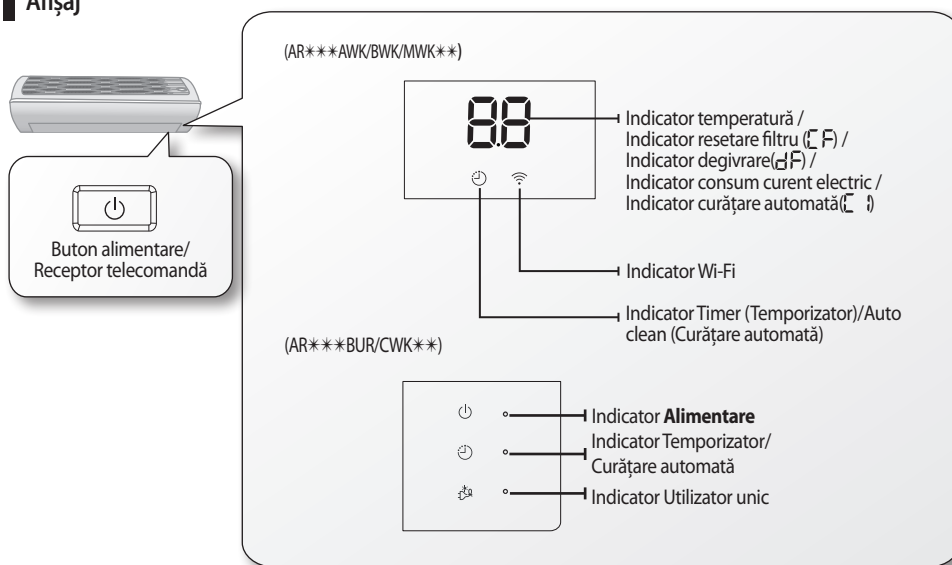 Afișaj
(AR✳✳✳AWK/BWK/MWK✳✳)
88
Indicator temperatură /
Indicator resetare filtru (CF) /
Indicator degivrare(dF) /
Indicator consum curent electric /
Indicator curățare automată(C 1)
Buton alimentare/
Receptor telecomandă
Indicator Wi-Fi
Indicator Timer (Temporizator)/Auto
clean (Curățare automată)
(AR✳✳✳BUR/CWK✳✳)
Indicator Alimentare
Indicator Temporizator/
Curățare automată
Indicator Utilizator unic